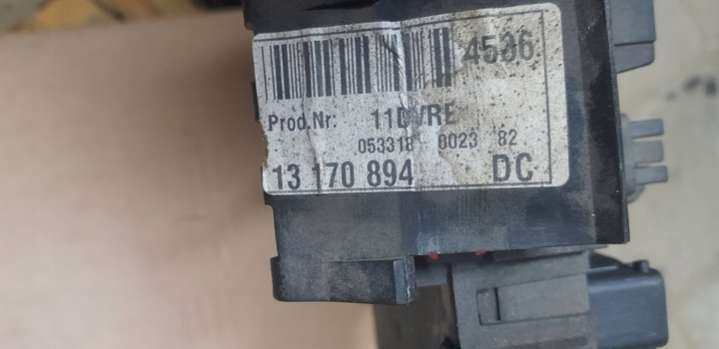 4536
Prod.Nr: 11DVRE
053318 0023 82
13 170 894 DC